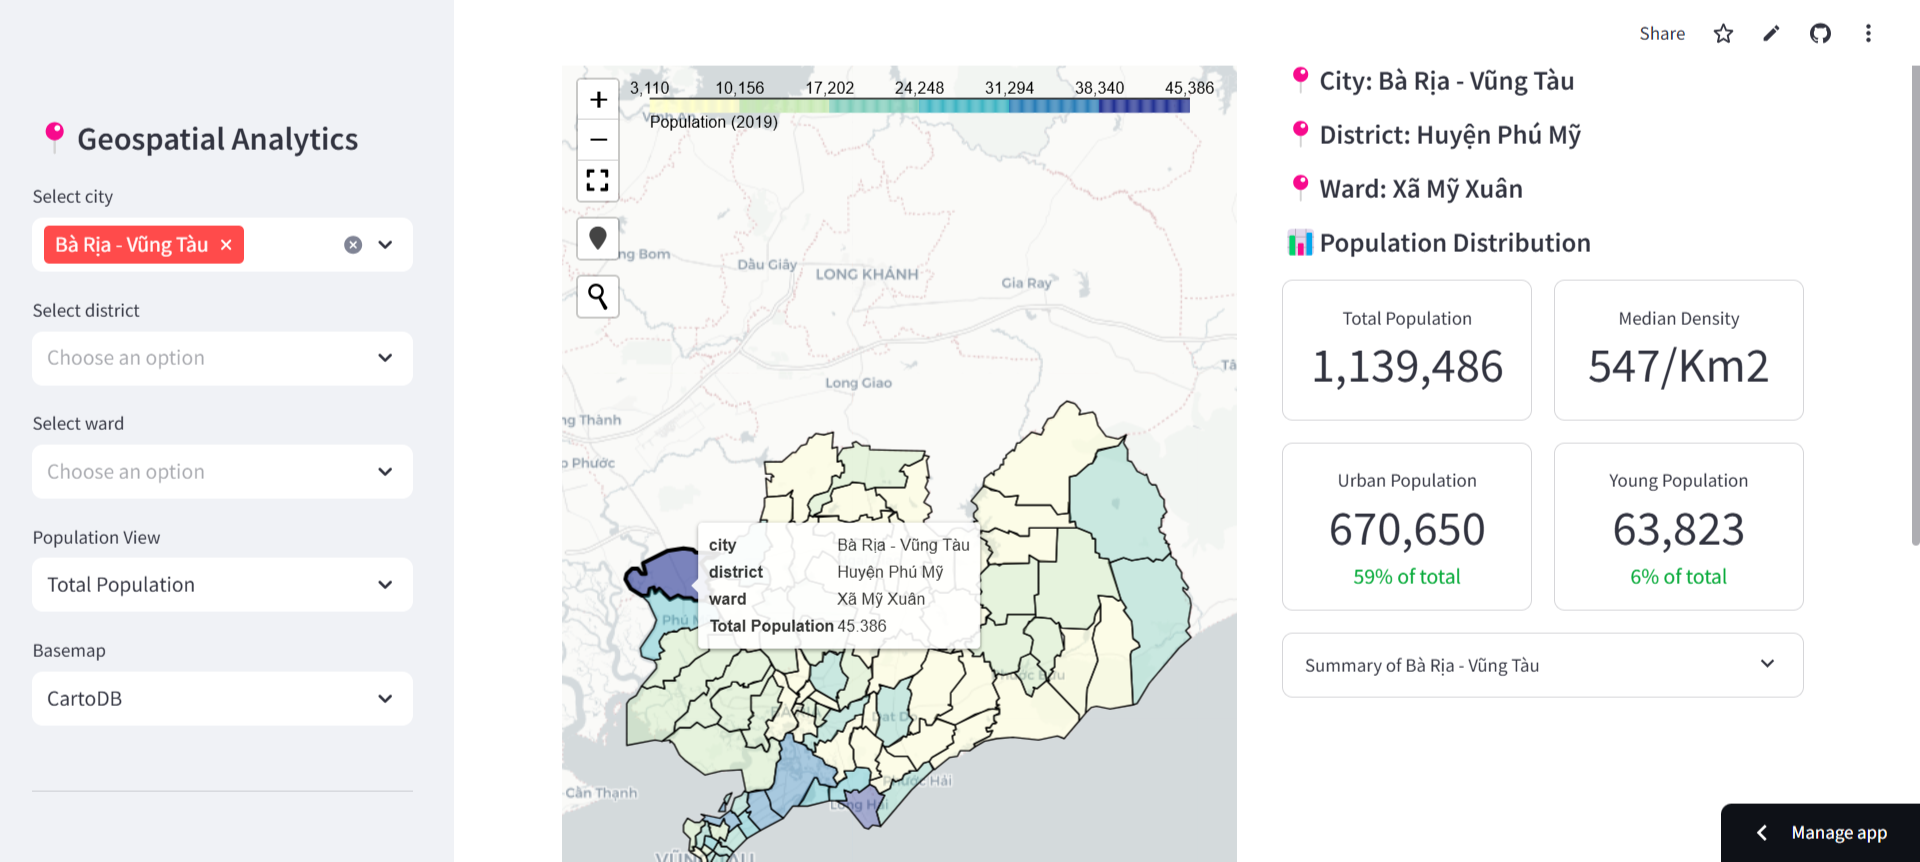 Share
Geospatial Analytics
Select city
Bà Rịa - Vũng Tàu
Select district
Choose an option
Select ward
Choose an option
Population View
Total Population
Basemap
CartoDB
3,110 10,156 17,202 24,248 31,294 38,340 45,386
Population (2019)
ng Bom
Dầu Giây
LONG KHÁNH
Gia Ray
Long Giao
ng Thành
o Phước
city Bà Rịa - Vũng Tàu
district Huyện Phú Mỹ
ward Xã Mỹ Xuân
Total Population 45.386
Phú
Phước Hải
Long Hải
Cần Thạnh
City: Bà Rịa - Vũng Tàu
District: Huyện Phú Mỹ
Ward: Xã Mỹ Xuân
Population Distribution
Total Population
1,139,486
Median Density
547/Km2
Urban Population
670,650
59% of total
Young Population
63,823
6% of total
Summary of Bà Rịa - Vũng Tàu
Manage app